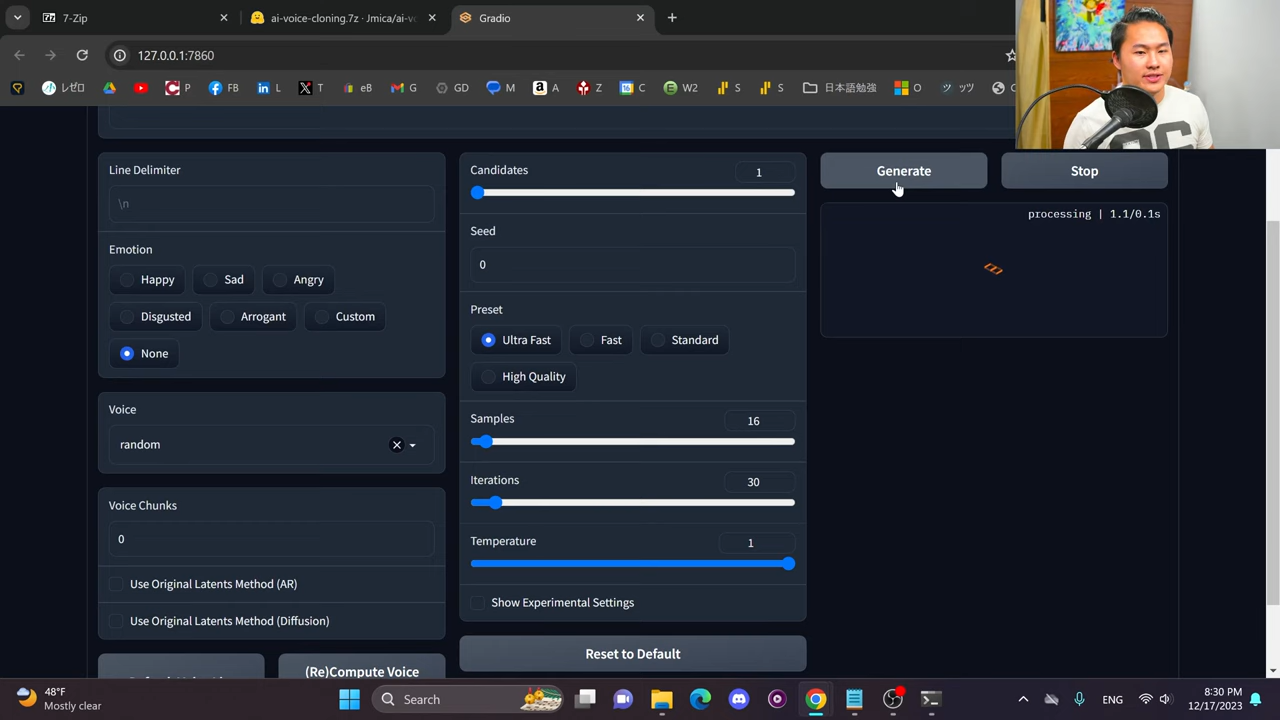 7-Zip
ai-voice-cloning.7z · Jmica/ai-vo
Gradio
127.0.0.1:7860
レゼロ
P
FB
L
T
eB
G
GD
M
A
Z
C
W2
S
S
日本語勉強
O
ッツ
C
Line Delimiter
\n
Emotion
Happy
Sad
Angry
Disgusted
Arrogant
Custom
None
Voice
random
Voice Chunks
0
Use Original Latents Method (AR)
Use Original Latents Method (Diffusion)
(Re)Compute Voice
Candidates
1
Seed
0
Preset
Ultra Fast
Fast
Standard
High Quality
Samples
16
Iterations
30
Temperature
1
Show Experimental Settings
Reset to Default
Generate
Stop
processing | 1.1/0.1s
48°F
Mostly clear
Search
ENG
8:30 PM
12/17/2023